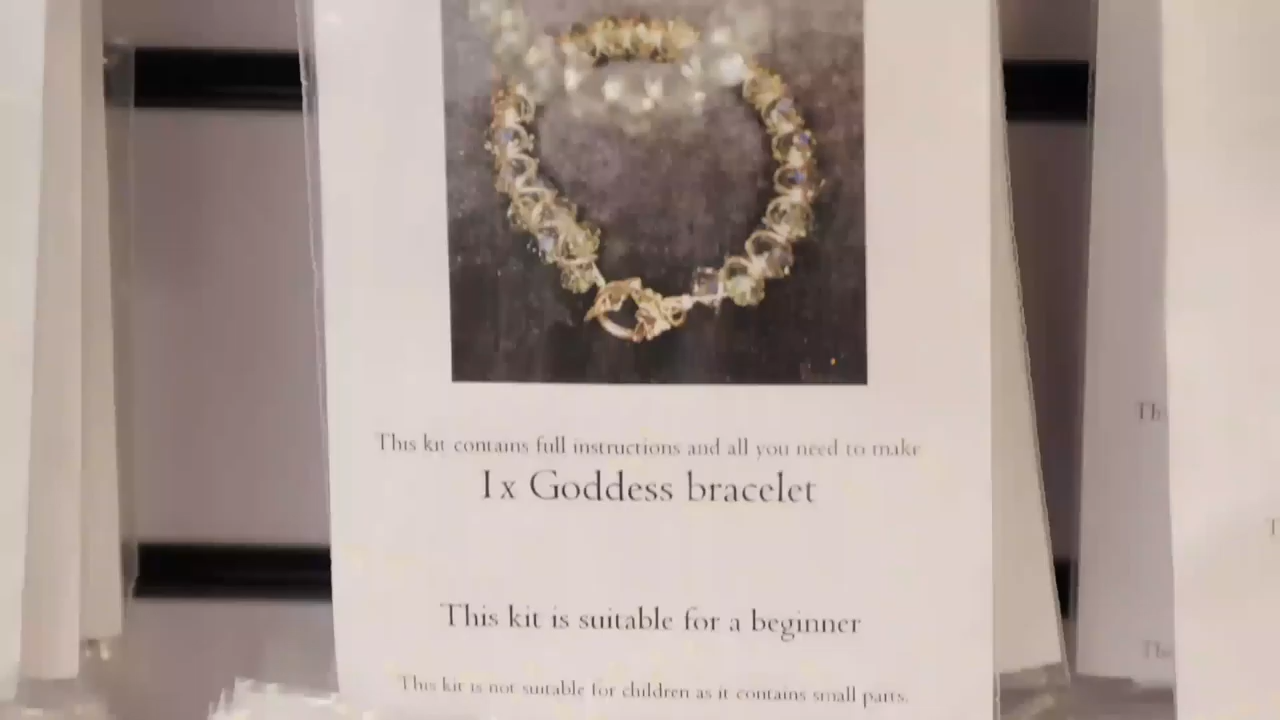 This kit contains full instructions and all you need to make
1x Goddess bracelet
This kit is suitable for a beginner
This kit is not suitable for children as it contains small parts.